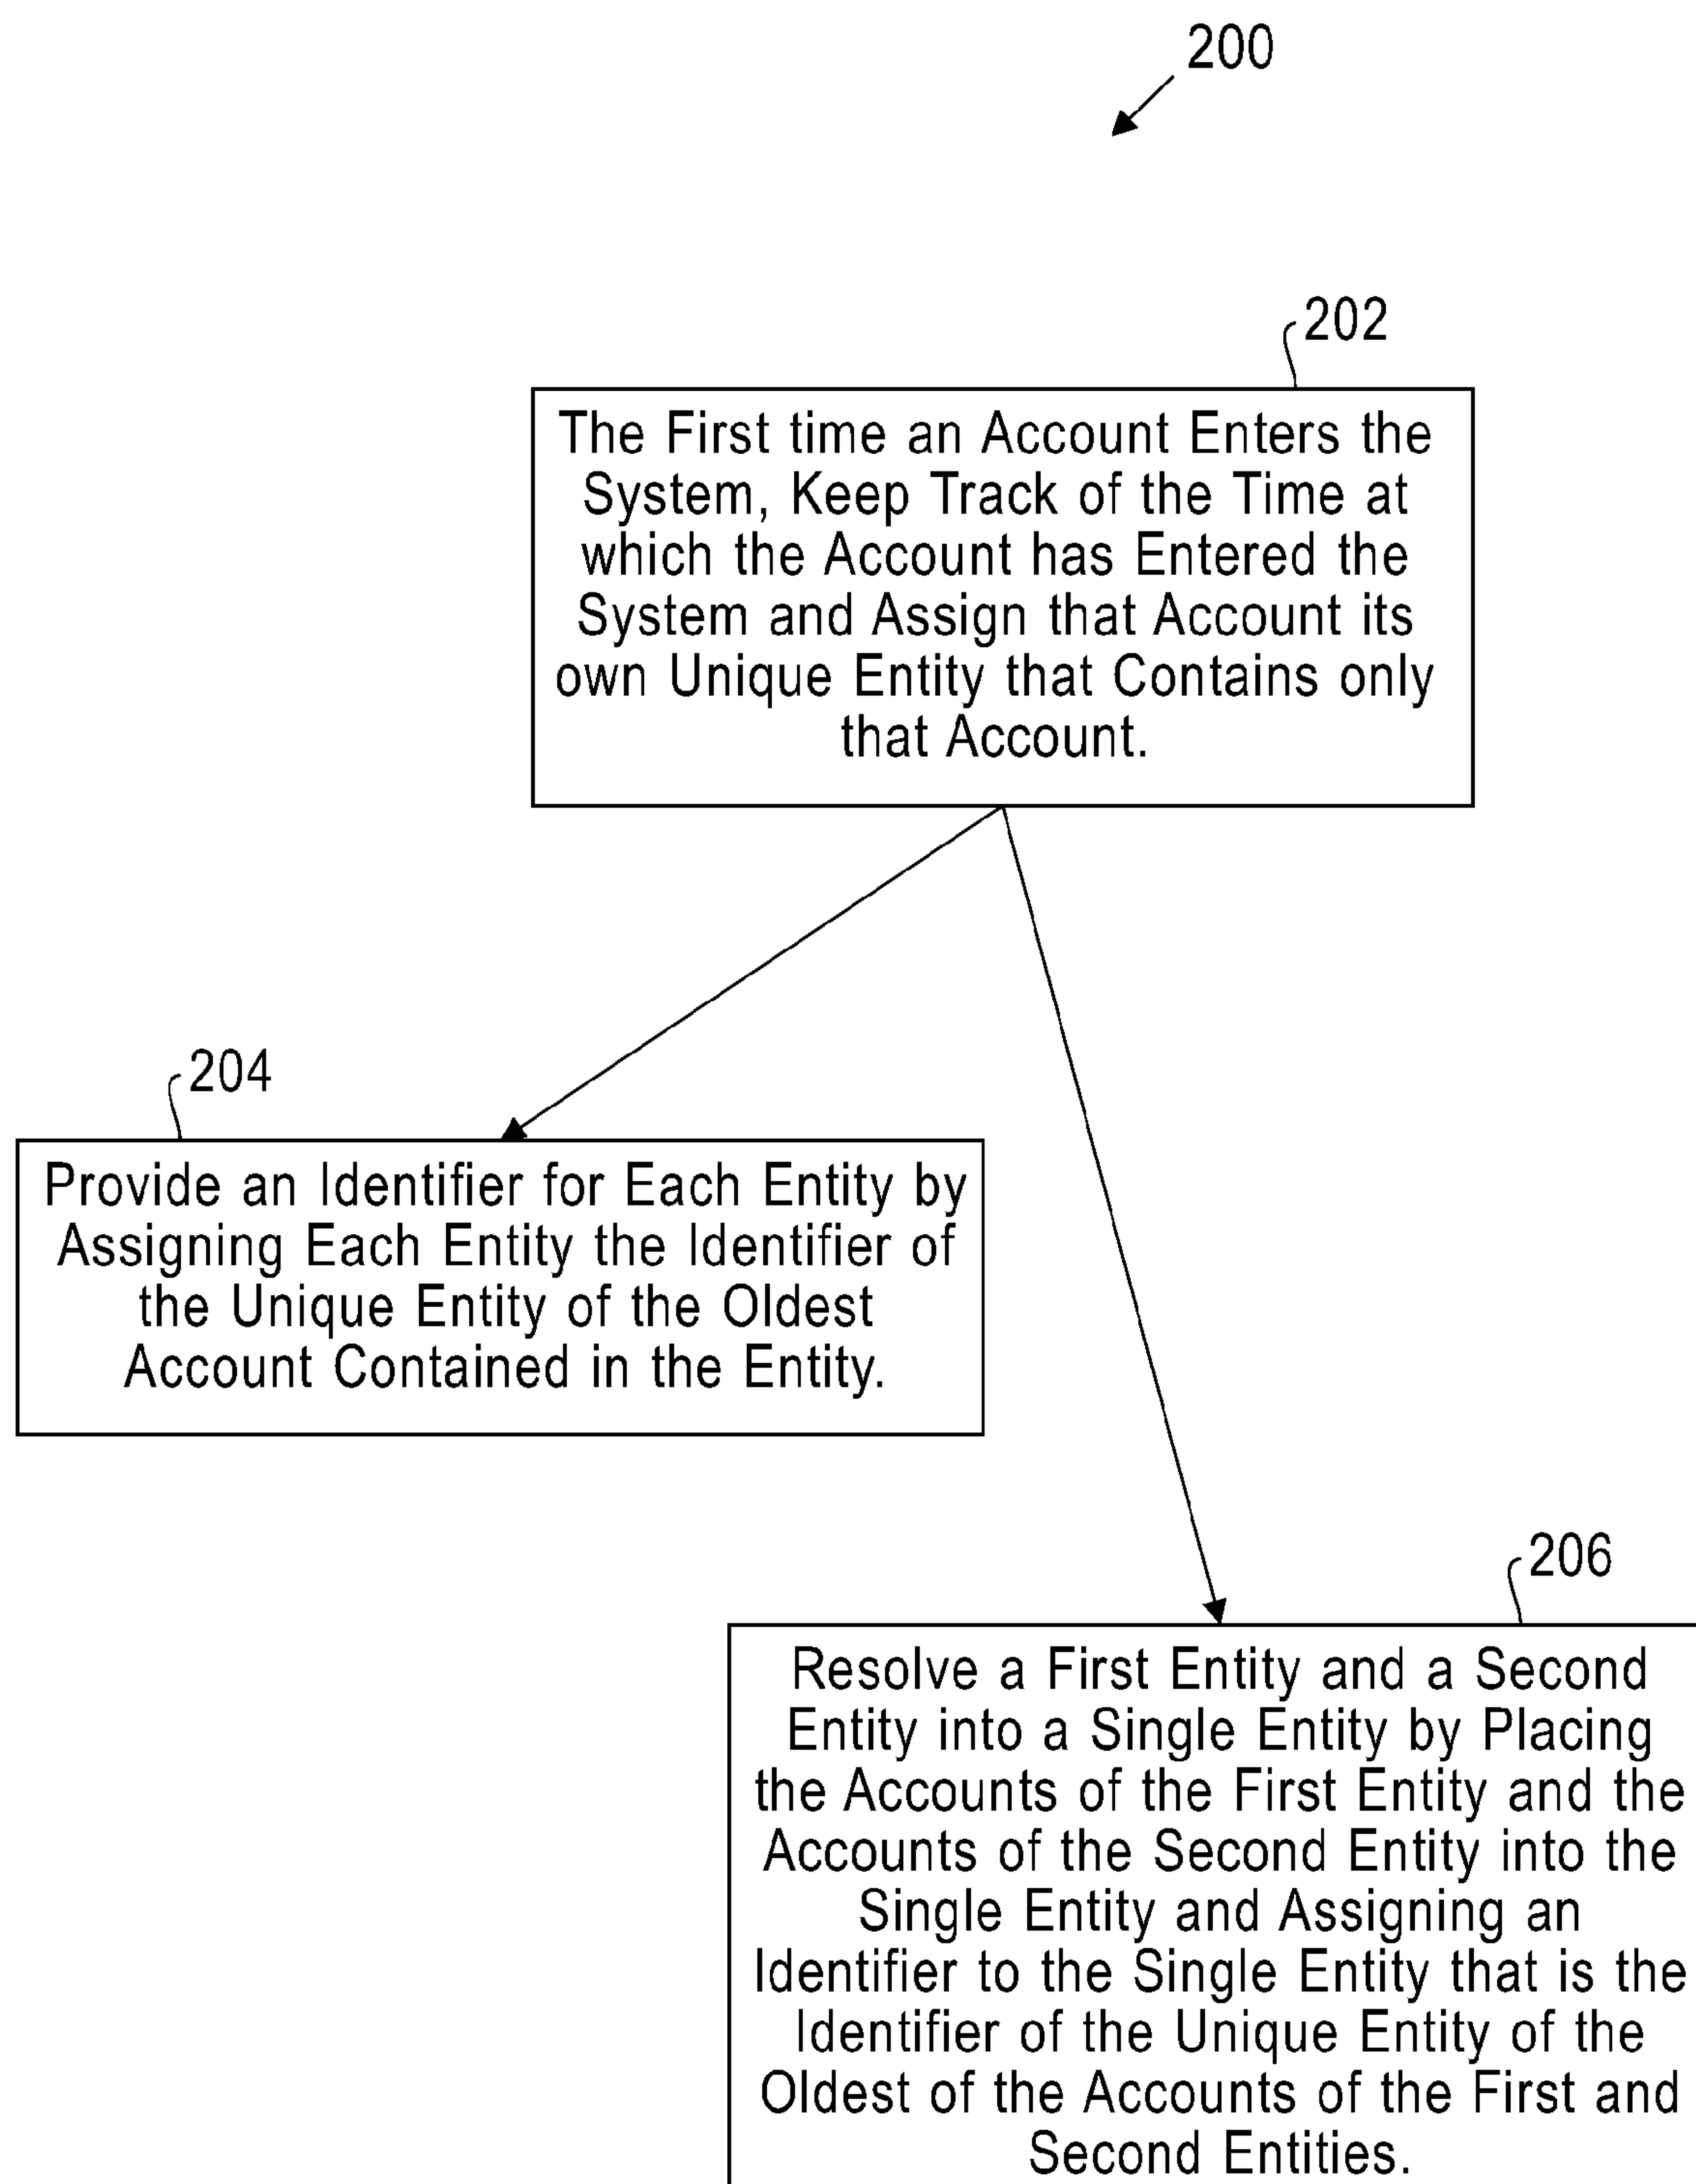 200
202
The First time an Account Enters the
System, Keep Track of the Time at
which the Account has Entered the
System and Assign that Account its
own Unique Entity that Contains only
that Account.
204
Provide an Identifier for Each Entity by
Assigning Each Entity the Identifier of
the Unique Entity of the Oldest
Account Contained in the Entity.
206
Resolve a First Entity and a Second
Entity into a Single Entity by Placing
the Accounts of the First Entity and the
Accounts of the Second Entity into the
Single Entity and Assigning an
Identifier to the Single Entity that is the
Identifier of the Unique Entity of the
Oldest of the Accounts of the First and
Second Entities.